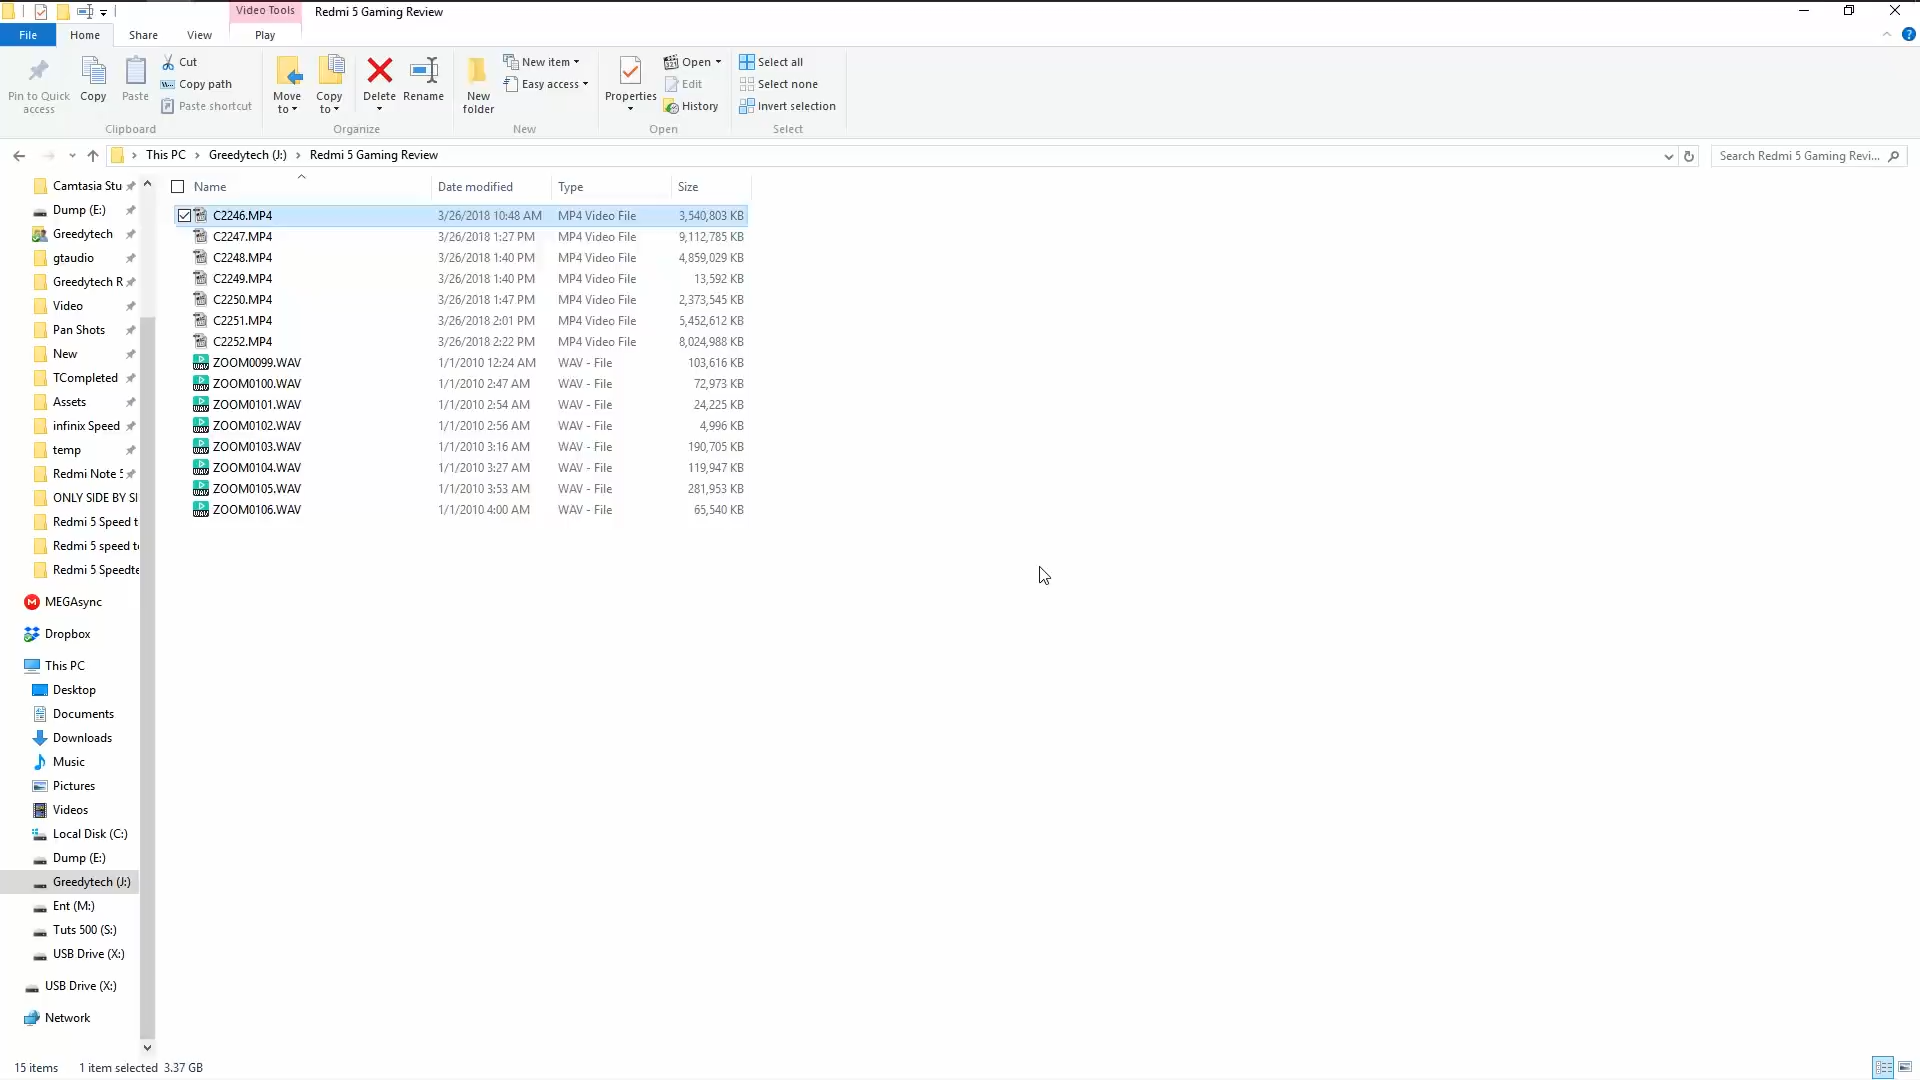 Video Tools Redmi 5 Gaming Review
File Home Share View Play
Pin to Quick access
Copy
Paste
Cut
Copy path
Paste shortcut
Clipboard
Move to
Copy to
Delete
Rename
Organize
New folder
New item
Easy access
New
Properties
Open
Edit
History
Open
Select all
Select none
Invert selection
Select
This PC › Greedytech (J:) › Redmi 5 Gaming Review
Search Redmi 5 Gaming Revi...
Camtasia Stu
Dump (E:)
Greedytech
gtaudio
Greedytech R
Video
Pan Shots
New
TCompleted
Assets
infinix Speed
temp
Redmi Note 5
ONLY SIDE BY SI
Redmi 5 Speed t
Redmi 5 speed te
Redmi 5 Speedte
MEGAsync
Dropbox
This PC
Desktop
Documents
Downloads
Music
Pictures
Videos
Local Disk (C:)
Dump (E:)
Greedytech (J:)
Ent (M:)
Tuts 500 (S:)
USB Drive (X:)
USB Drive (X:)
Network
Name Date modified Type Size
C2246.MP4 3/26/2018 10:48 AM MP4 Video File 3,540,803 KB
C2247.MP4 3/26/2018 1:27 PM MP4 Video File 9,112,785 KB
C2248.MP4 3/26/2018 1:40 PM MP4 Video File 4,859,029 KB
C2249.MP4 3/26/2018 1:40 PM MP4 Video File 13,592 KB
C2250.MP4 3/26/2018 1:47 PM MP4 Video File 2,373,545 KB
C2251.MP4 3/26/2018 2:01 PM MP4 Video File 5,452,612 KB
C2252.MP4 3/26/2018 2:22 PM MP4 Video File 8,024,988 KB
ZOOM0099.WAV 1/1/2010 12:24 AM WAV - File 103,616 KB
ZOOM0100.WAV 1/1/2010 2:47 AM WAV - File 72,973 KB
ZOOM0101.WAV 1/1/2010 2:54 AM WAV - File 24,225 KB
ZOOM0102.WAV 1/1/2010 2:56 AM WAV - File 4,996 KB
ZOOM0103.WAV 1/1/2010 3:16 AM WAV - File 190,705 KB
ZOOM0104.WAV 1/1/2010 3:27 AM WAV - File 119,947 KB
ZOOM0105.WAV 1/1/2010 3:53 AM WAV - File 281,953 KB
ZOOM0106.WAV 1/1/2010 4:00 AM WAV - File 65,540 KB
15 items 1 item selected 3.37 GB